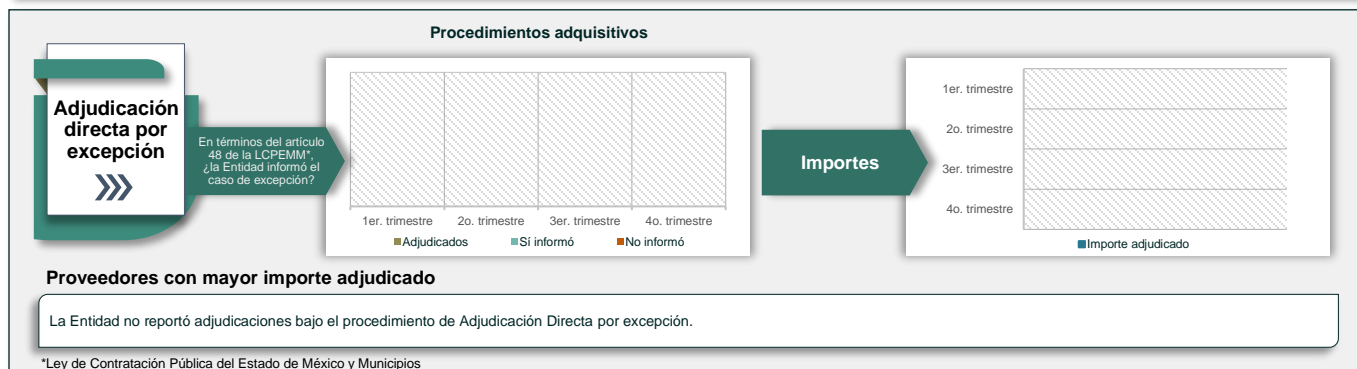 Procedimientos adquisitivos
Adjudicación
directa por
excepción
En términos del artículo
48 de la LCPEMM*,
¿la Entidad informó el
caso de excepción?
1er. trimestre
2o. trimestre
3er. trimestre
4o. trimestre
Adjudicados
Sí informó
No informó
Importes
1er. trimestre
2o. trimestre
3er. trimestre
4o. trimestre
Importe adjudicado
Proveedores con mayor importe adjudicado
La Entidad no reportó adjudicaciones bajo el procedimiento de Adjudicación Directa por excepción.
*Ley de Contratación Pública del Estado de México y Municipios